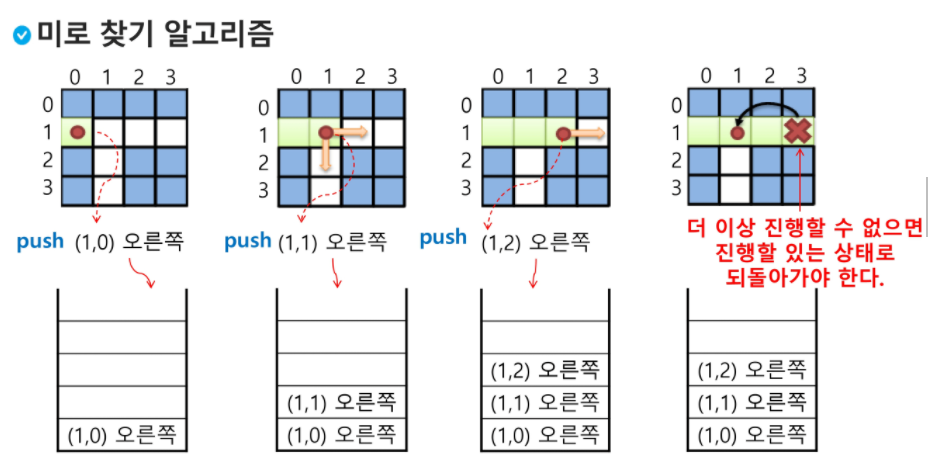 미로 찾기 알고리즘
0 1 2 3
0
1
2
3
0 1 2 3
0
1
2
3
0 1 2 3
0
1
2
3
0 1 2 3
0
1
2
3
push (1,0) 오른쪽
push (1,1) 오른쪽
push (1,2) 오른쪽
더 이상 진행할 수 없으면
진행할 있는 상태로
되돌아가야 한다.
(1,0) 오른쪽
(1,1) 오른쪽
(1,0) 오른쪽
(1,2) 오른쪽
(1,1) 오른쪽
(1,0) 오른쪽
(1,2) 오른쪽
(1,1) 오른쪽
(1,0) 오른쪽